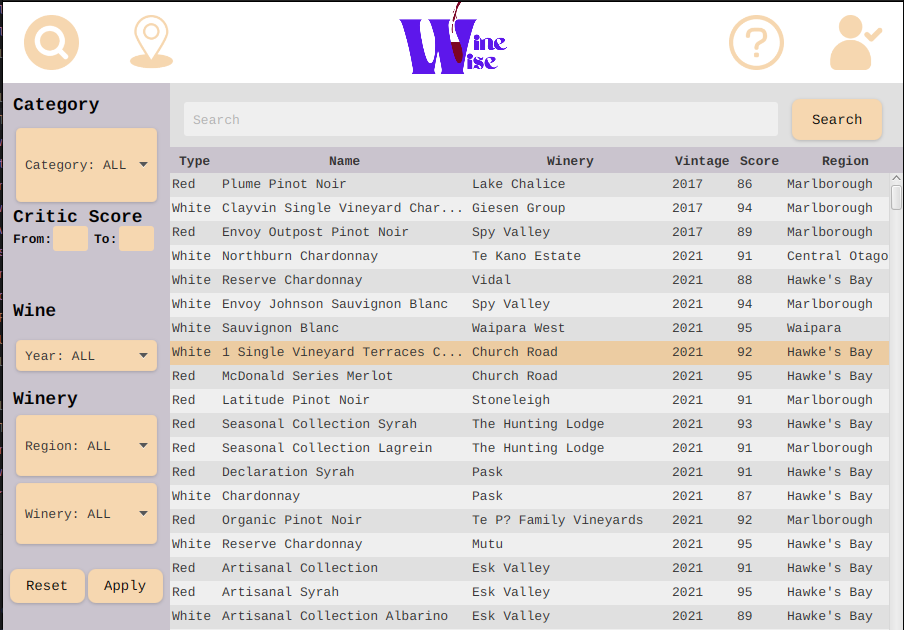 Wine
Wise
?
Category
Category: ALL
Critic Score
From: To:
Wine
Year: ALL
Winery
Region: ALL
Winery: ALL
Reset Apply
Search Search
Type Name Winery Vintage Score Region
Red Plume Pinot Noir Lake Chalice 2017 86 Marlborough
White Clayvin Single Vineyard Char... Giesen Group 2017 94 Marlborough
Red Envoy Outpost Pinot Noir Spy Valley 2017 89 Marlborough
White Northburn Chardonnay Te Kano Estate 2021 91 Central Otago
White Reserve Chardonnay Vidal 2021 88 Hawke's Bay
White Envoy Johnson Sauvignon Blanc Spy Valley 2021 94 Marlborough
White Sauvignon Blanc Waipara West 2021 95 Waipara
White 1 Single Vineyard Terraces C... Church Road 2021 92 Hawke's Bay
Red McDonald Series Merlot Church Road 2021 95 Hawke's Bay
Red Latitude Pinot Noir Stoneleigh 2021 91 Marlborough
Red Seasonal Collection Syrah The Hunting Lodge 2021 93 Hawke's Bay
Red Seasonal Collection Lagrein The Hunting Lodge 2021 91 Marlborough
Red Declaration Syrah Pask 2021 91 Hawke's Bay
White Chardonnay Pask 2021 87 Hawke's Bay
Red Organic Pinot Noir Te P? Family Vineyards 2021 92 Marlborough
White Reserve Chardonnay Mutu 2021 95 Hawke's Bay
Red Artisanal Collection Esk Valley 2021 91 Hawke's Bay
Red Artisanal Syrah Esk Valley 2021 95 Hawke's Bay
White Artisanal Collection Albarino Esk Valley 2021 89 Hawke's Bay